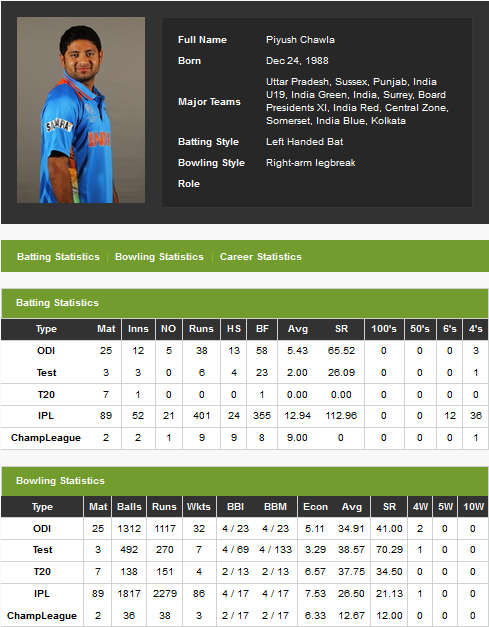 Full Name Piyush Chawla
Born Dec 24, 1988
Major Teams Uttar Pradesh, Sussex, Punjab, India
U19, India Green, India, Surrey, Board
Presidents XI, India Red, Central Zone,
Somerset, India Blue, Kolkata
Batting Style Left Handed Bat
Bowling Style Right-arm legbreak
Role
SAHARA
Batting Statistics | Bowling Statistics | Career Statistics
Batting Statistics
Type Mat Inns NO Runs HS BF Avg SR 100's 50's 6's 4's
ODI 25 12 5 38 13 58 5.43 65.52 0 0 0 3
Test 3 3 0 6 4 23 2.00 26.09 0 0 0 1
T20 7 1 0 0 0 1 0.00 0.00 0 0 0 0
IPL 89 52 21 401 24 355 12.94 112.96 0 0 12 36
ChampLeague 2 2 1 9 9 8 9.00 0 0 0 0 1
Bowling Statistics
Type Mat Balls Runs Wkts BBI BBM Econ Avg SR 4W 5W 10W
ODI 25 1312 1117 32 4 / 23 4 / 23 5.11 34.91 41.00 2 0 0
Test 3 492 270 7 4 / 69 4 / 133 3.29 38.57 70.29 1 0 0
T20 7 138 151 4 2 / 13 2 / 13 6.57 37.75 34.50 0 0 0
IPL 89 1817 2279 86 4 / 17 4 / 17 7.53 26.50 21.13 1 0 0
ChampLeague 2 36 38 3 2 / 17 2 / 17 6.33 12.67 12.00 0 0 0